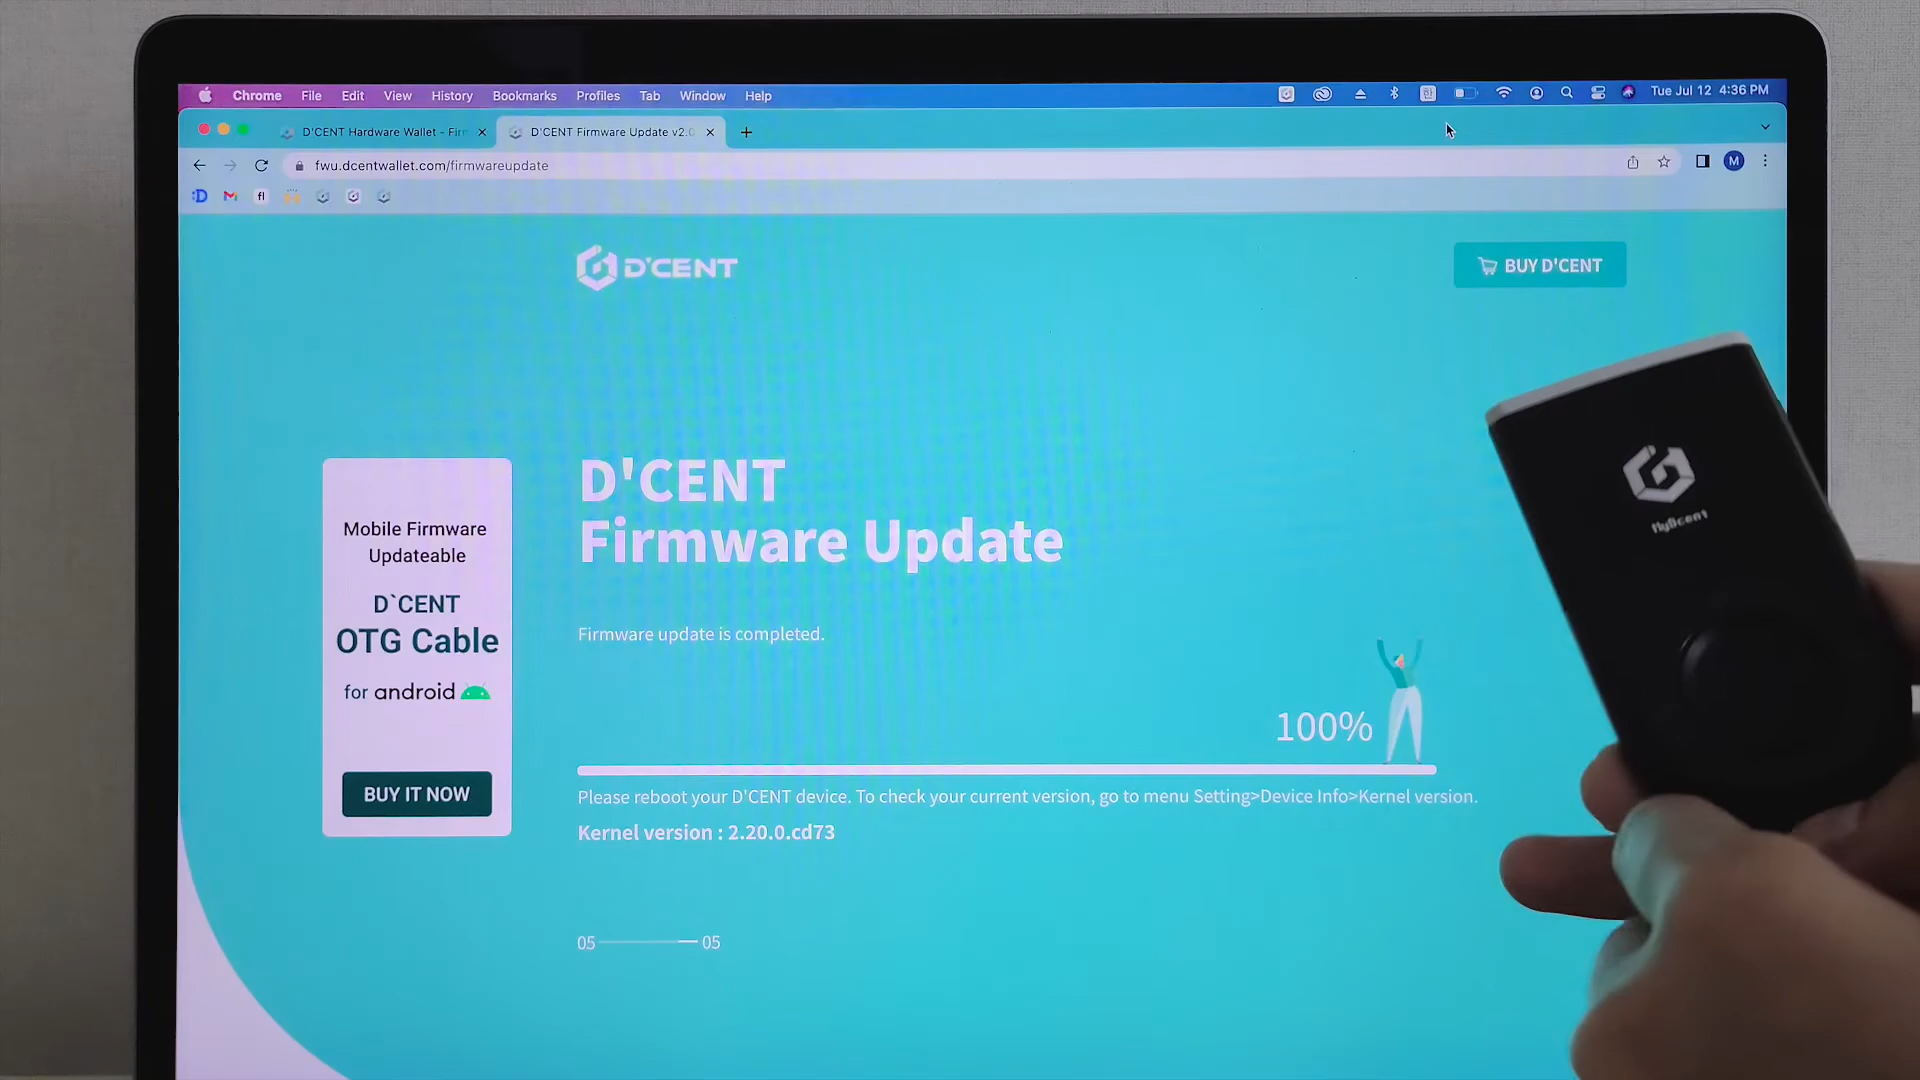 Chrome File Edit View History Bookmarks Profiles Tab Window Help
Tue Jul 12 4:36 PM
D'CENT Hardware Wallet - Fir
D'CENT Firmware Update v2.0
fwu.dcentwallet.com/firmwareupdate
M
D'CENT
BUY D'CENT
Mobile Firmware
Updateable
D`CENT
OTG Cable
for android
BUY IT NOW
D'CENT
Firmware Update
Firmware update is completed.
100%
Please reboot your D'CENT device. To check your current version, go to menu Setting>Device Info>Kernel version.
Kernel version : 2.20.0.cd73
05 05
MyDcent